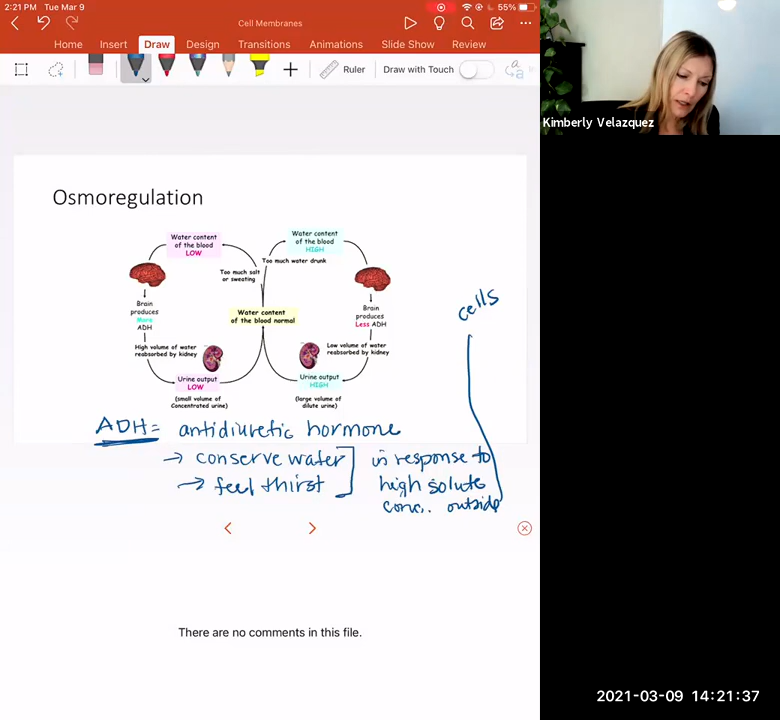 2:21 PM Tue Mar 9
55%
Cell Membranes
Home Insert Draw Design Transitions Animations Slide Show Review
Ruler
Draw with Touch
Kimberly Velazquez
Osmoregulation
Water content
of the blood
LOW
Water content
of the blood
HIGH
Too much water drunk
Too much salt
or sweating
Brain
produces
More
ADH
Water content
of the blood normal
Brain
produces
Less ADH
High volume of water
reabsorbed by kidney
Low volume of water
reabsorbed by kidney
Urine output
LOW
Urine output
HIGH
(small volume of
Concentrated urine)
(large volume of
dilute urine)
cells
ADH= antidiuretic hormone
→ conserve water
→ feel thirst
in response to
high solute
conc. outside
There are no comments in this file.
2021-03-09 14:21:37